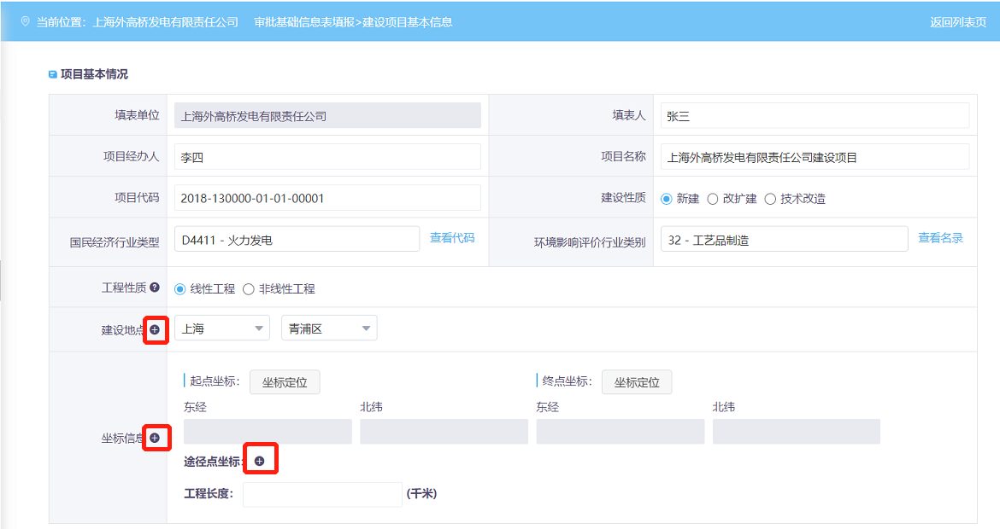 当前位置：上海外高桥发电有限责任公司 审批基础信息表填报>建设项目基本信息 返回列表页
项目基本情况
填表单位 上海外高桥发电有限责任公司 填表人 张三
项目经办人 李四 项目名称 上海外高桥发电有限责任公司建设项目
项目代码 2018-130000-01-01-00001 建设性质 新建 改扩建 技术改造
国民经济行业类型 D4411 - 火力发电 查看代码 环境影响评价行业类别 32 - 工艺品制造 查看名录
工程性质 ? 线性工程 非线性工程
建设地点 上海 青浦区
起点坐标： 坐标定位 终点坐标： 坐标定位
东经 北纬 东经 北纬
坐标信息
途径点坐标:
工程长度： (千米)